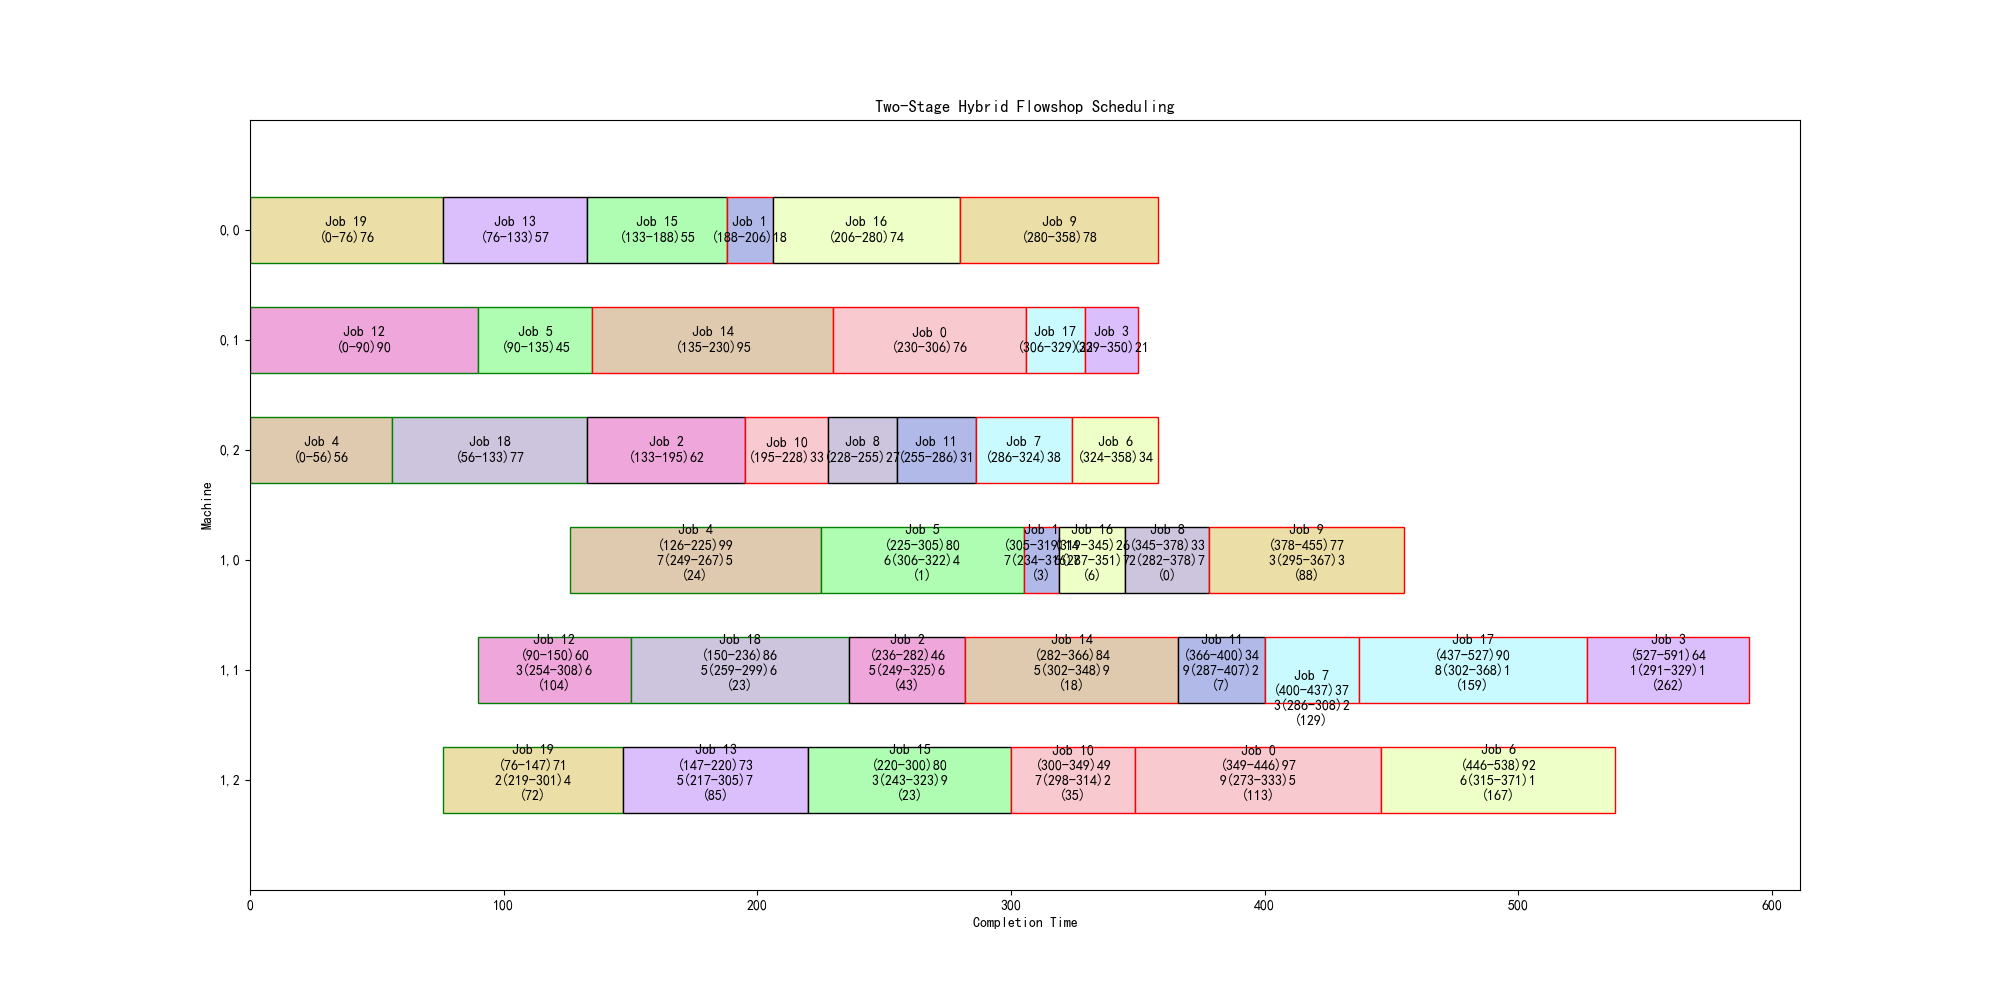 Two-Stage Hybrid Flowshop Scheduling
Machine
0,0
Job 19
(0-76)76
Job 13
(76-133)57
Job 15
(133-188)55
Job 1
(188-206)18
Job 16
(206-280)74
Job 9
(280-358)78
0,1
Job 12
(0-90)90
Job 5
(90-135)45
Job 14
(135-230)95
Job 0
(230-306)76
Job 17
(306-329)23
Job 3
(329-350)21
0,2
Job 4
(0-56)56
Job 18
(56-133)77
Job 2
(133-195)62
Job 10
(195-228)33
Job 8
(228-255)27
Job 11
(255-286)31
Job 7
(286-324)38
Job 6
(324-358)34
1,0
Job 4
(126-225)99
7(249-267)5
(24)
Job 5
(225-305)80
6(306-322)4
(1)
Job 1
(305-319)14
(3)
Job 16
(319-345)26
(6)
Job 8
(345-378)33
2(282-378)7
(0)
Job 9
(378-455)77
3(295-367)3
(88)
1,1
Job 12
(90-150)60
3(254-308)6
(104)
Job 18
(150-236)86
5(259-299)6
(23)
Job 2
(236-282)46
5(249-325)6
(43)
Job 14
(282-366)84
5(302-348)9
(18)
Job 11
(366-400)34
9(287-407)2
(7)
Job 7
(400-437)37
3(286-308)2
(129)
Job 17
(437-527)90
8(302-368)1
(159)
Job 3
(527-591)64
1(291-329)1
(262)
1,2
Job 19
(76-147)71
2(219-301)4
(72)
Job 13
(147-220)73
5(217-305)7
(85)
Job 15
(220-300)80
3(243-323)9
(23)
Job 10
(300-349)49
7(298-314)2
(35)
Job 0
(349-446)97
9(273-333)5
(113)
Job 6
(446-538)92
6(315-371)1
(167)
0
100
200
300
400
500
600
Completion Time